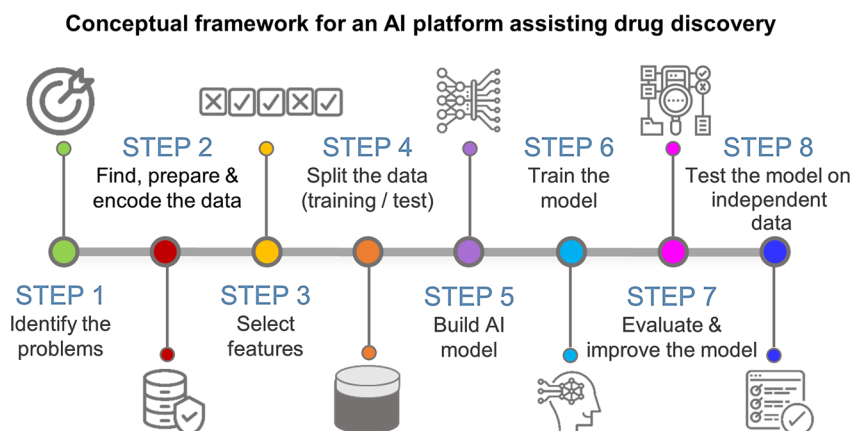 Conceptual framework for an AI platform assisting drug discovery
STEP 1
Identify the
problems
STEP 2
Find, prepare &
encode the data
STEP 3
Select
features
STEP 4
Split the data
(training / test)
STEP 5
Build AI
model
STEP 6
Train the
model
STEP 7
Evaluate &
improve the model
STEP 8
Test the model on
independent
data